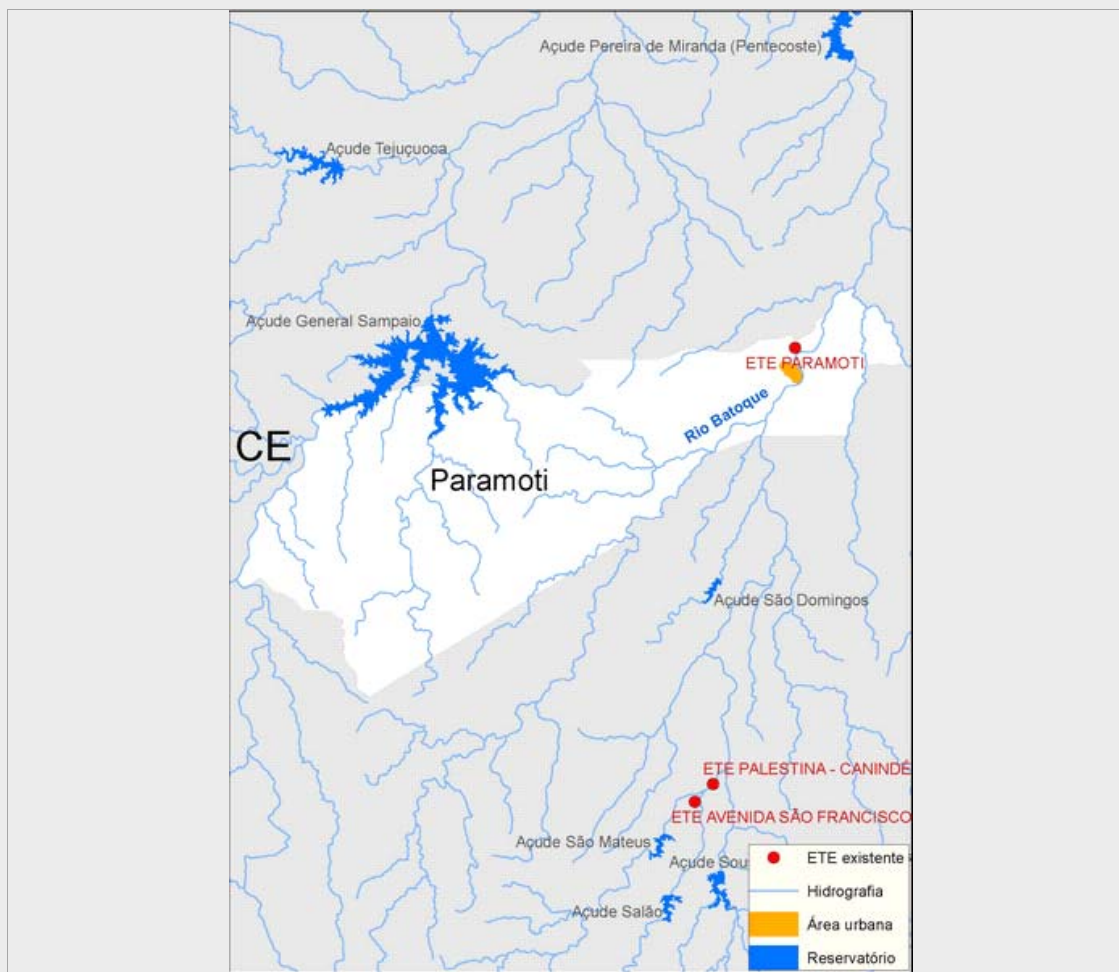 Açude Pereira de Miranda (Pentecoste)
Açude Tejuçuoca
Açude General Sampaio
ETE PARAMOTI
Rio Batoque
CE
Paramoti
Açude São Domingos
ETE PALESTINA - CANINDÉ
ETE AVENIDA SÃO FRANCISCO
Açude São Mateus
Açude Sou
Açude Salão
ETE existente
Hidrografia
Área urbana
Reservatório